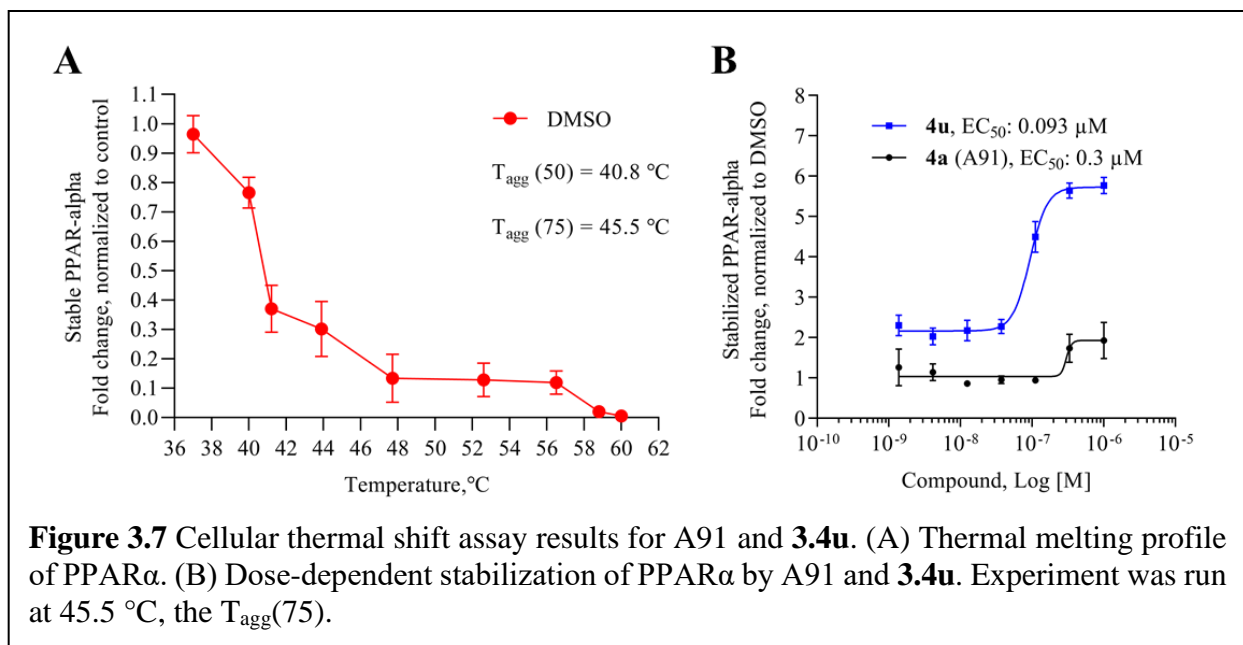 A
Stable PPAR-alpha
Fold change, normalized to control
1.1
1.0
0.9
0.8
0.7
0.6
0.5
0.4
0.3
0.2
0.1
0.0
36 38 40 42 44 46 48 50 52 54 56 58 60 62
Temperature,°C
DMSO
Tagg (50) = 40.8 °C
Tagg (75) = 45.5 °C
B
Stabilized PPAR-alpha
Fold change, normalized to DMSO
8
7
6
5
4
3
2
1
0
10-10 10-9 10-8 10-7 10-6 10-5
Compound, Log [M]
4u, EC50: 0.093 µM
4a (A91), EC50: 0.3 µM
Figure 3.7 Cellular thermal shift assay results for A91 and 3.4u. (A) Thermal melting profile
of PPARα. (B) Dose-dependent stabilization of PPARα by A91 and 3.4u. Experiment was run
at 45.5 °C, the Tagg(75).